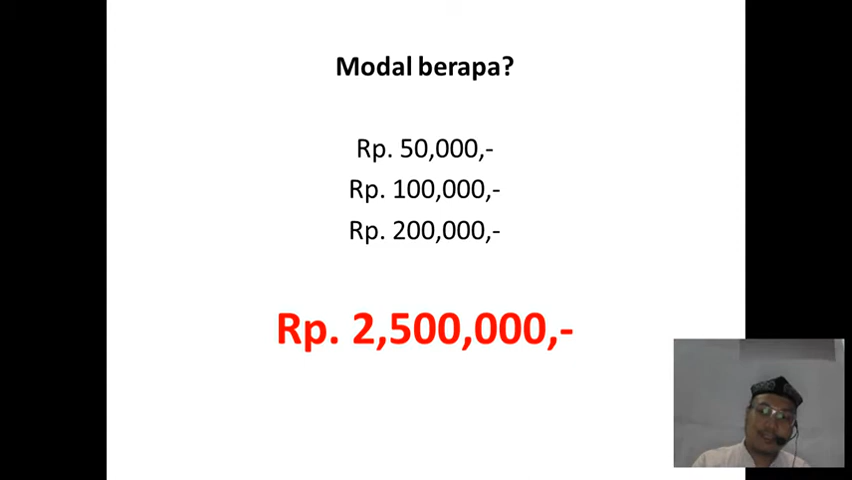 Modal berapa?
Rp. 50,000,-
Rp. 100,000,-
Rp. 200,000,-
Rp. 2,500,000,-